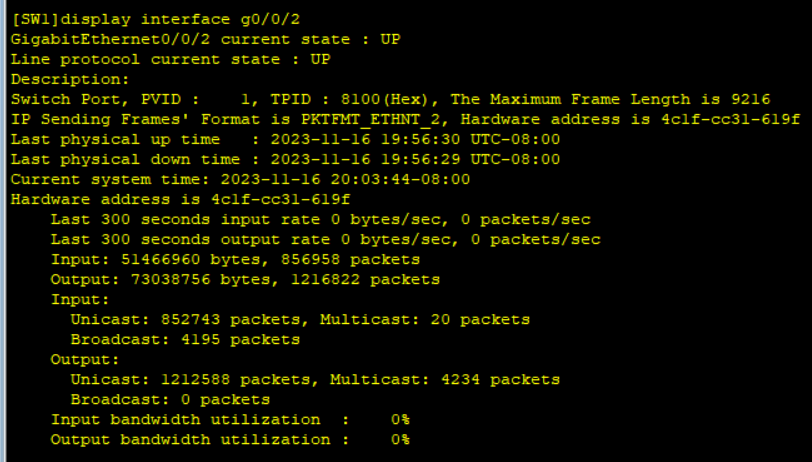 [SW1]display interface g0/0/2
GigabitEthernet0/0/2 current state : UP
Line protocol current state : UP
Description:
Switch Port, PVID :    1, TPID : 8100(Hex), The Maximum Frame Length is 9216
IP Sending Frames' Format is PKTFMT_ETHNT_2, Hardware address is 4c1f-cc31-619f
Last physical up time   : 2023-11-16 19:56:30 UTC-08:00
Last physical down time : 2023-11-16 19:56:29 UTC-08:00
Current system time: 2023-11-16 20:03:44-08:00
Hardware address is 4c1f-cc31-619f
    Last 300 seconds input rate 0 bytes/sec, 0 packets/sec
    Last 300 seconds output rate 0 bytes/sec, 0 packets/sec
    Input: 51466960 bytes, 856958 packets
    Output: 73038756 bytes, 1216822 packets
    Input:
      Unicast: 852743 packets, Multicast: 20 packets
      Broadcast: 4195 packets
    Output:
      Unicast: 1212588 packets, Multicast: 4234 packets
      Broadcast: 0 packets
    Input bandwidth utilization  :    0%
    Output bandwidth utilization :    0%